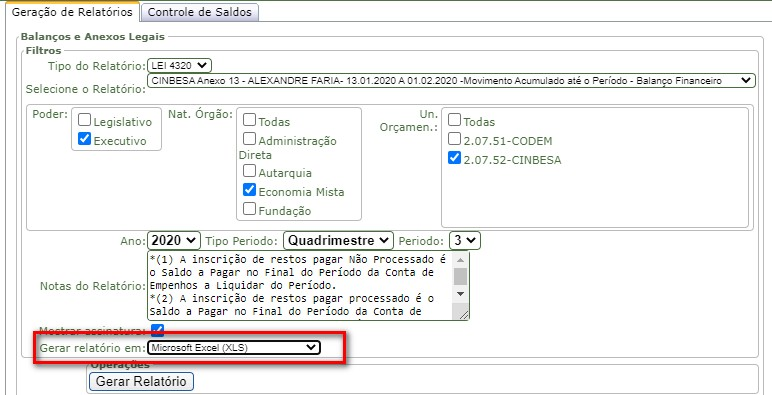 Geração de Relatórios Controle de Saldos
Balanços e Anexos Legais
Filtros
Tipo do Relatório: LEI 4320
Selecione o Relatório: CINBESA Anexo 13 - ALEXANDRE FARIA- 13.01.2020 A 01.02.2020 -Movimento Acumulado até o Período - Balanço Financeiro
Poder: Legislativo
Executivo
Nat. Órgão: Todas
Administração
Direta
Autarquia
Economia Mista
Fundação
Un.
Orçamen.: Todas
2.07.51-CODEM
2.07.52-CINBESA
Ano: 2020 Tipo Periodo: Quadrimestre Periodo: 3
Notas do Relatório: *(1) A inscrição de restos pagar Não Processado é
o Saldo a Pagar no Final do Período da Conta de
Empenhos a Liquidar do Período.
*(2) A inscrição de restos pagar processado é o
Saldo a Pagar no Final do Período da Conta de
Mostrar assinatura:
Gerar relatório em: Microsoft Excel (XLS)
Operações
Gerar Relatório